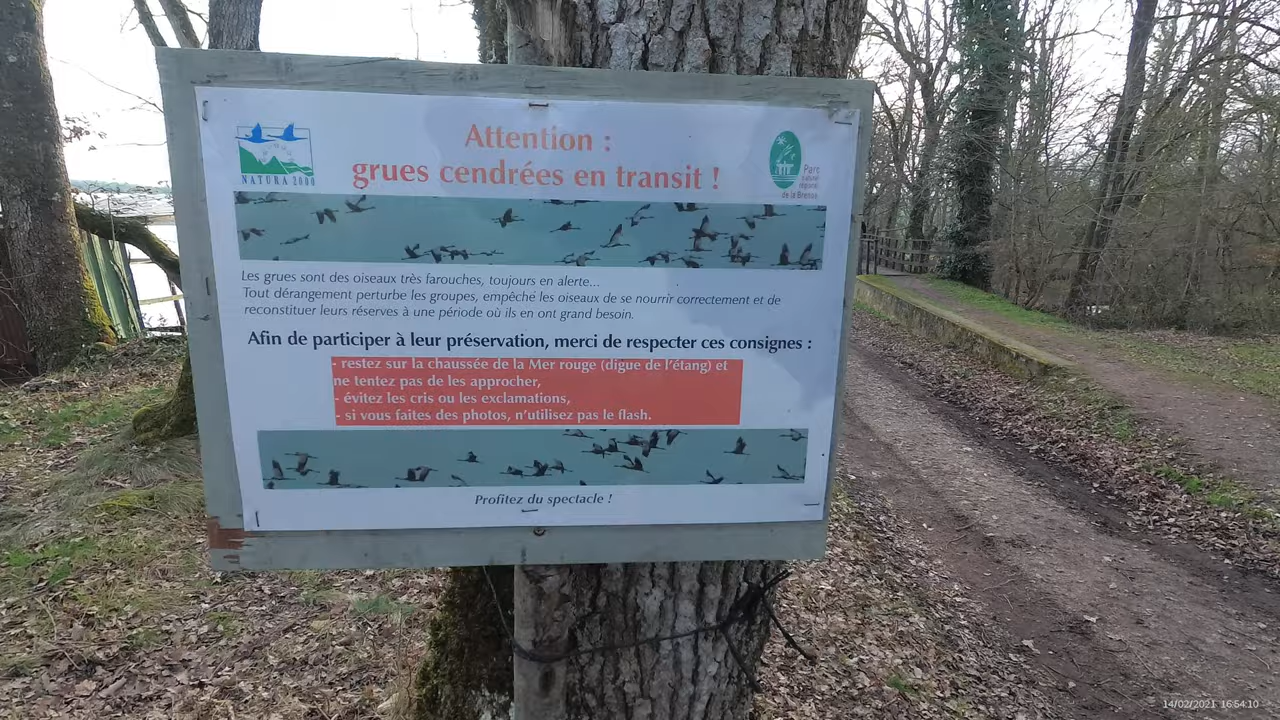 Attention :
grues cendrées en transit !
NATURA 2000
Parc
naturel
régional
de la Brenne
Les grues sont des oiseaux très farouches, toujours en alerte...
Tout dérangement perturbe les groupes, empêche les oiseaux de se nourrir correctement et de
reconstituer leurs réserves à une période où ils en ont grand besoin.
Afin de participer à leur préservation, merci de respecter ces consignes :
- restez sur la chaussée de la Mer rouge (digue de l'étang) et
ne tentez pas de les approcher,
- évitez les cris ou les exclamations,
- si vous faites des photos, n'utilisez pas le flash.
Profitez du spectacle !
14/02/2021 16:54:10